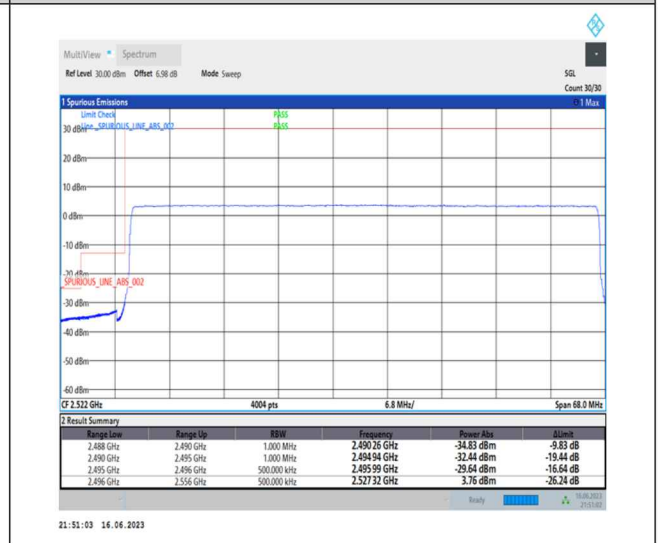 MultiView Spectrum
Ref Level 30.00 dBm Offset 6.98 dB Mode Sweep SGL
Count 30/30
1 Spurious Emissions 1 Max
Limit Check PASS
30 dBm Line _SPURIOUS_LINE_ABS_002 PASS
20 dBm
10 dBm
0 dBm
-10 dBm
-20 dBm
_SPURIOUS_LINE_ABS_002
-30 dBm
-40 dBm
-50 dBm
-60 dBm
CF 2.522 GHz 4004 pts 6.8 MHz/ Span 68.0 MHz
2 Result Summary
Range Low Range Up RBW Frequency Power Abs ΔLimit
2.488 GHz 2.490 GHz 1.000 MHz 2.490 26 GHz -34.83 dBm -9.83 dB
2.490 GHz 2.495 GHz 1.000 MHz 2.494 94 GHz -32.44 dBm -19.44 dB
2.495 GHz 2.496 GHz 500.000 kHz 2.495 99 GHz -29.64 dBm -16.64 dB
2.496 GHz 2.556 GHz 500.000 kHz 2.527 32 GHz 3.76 dBm -26.24 dB
Ready 16.06.2023
21:51:03
21:51:03 16.06.2023